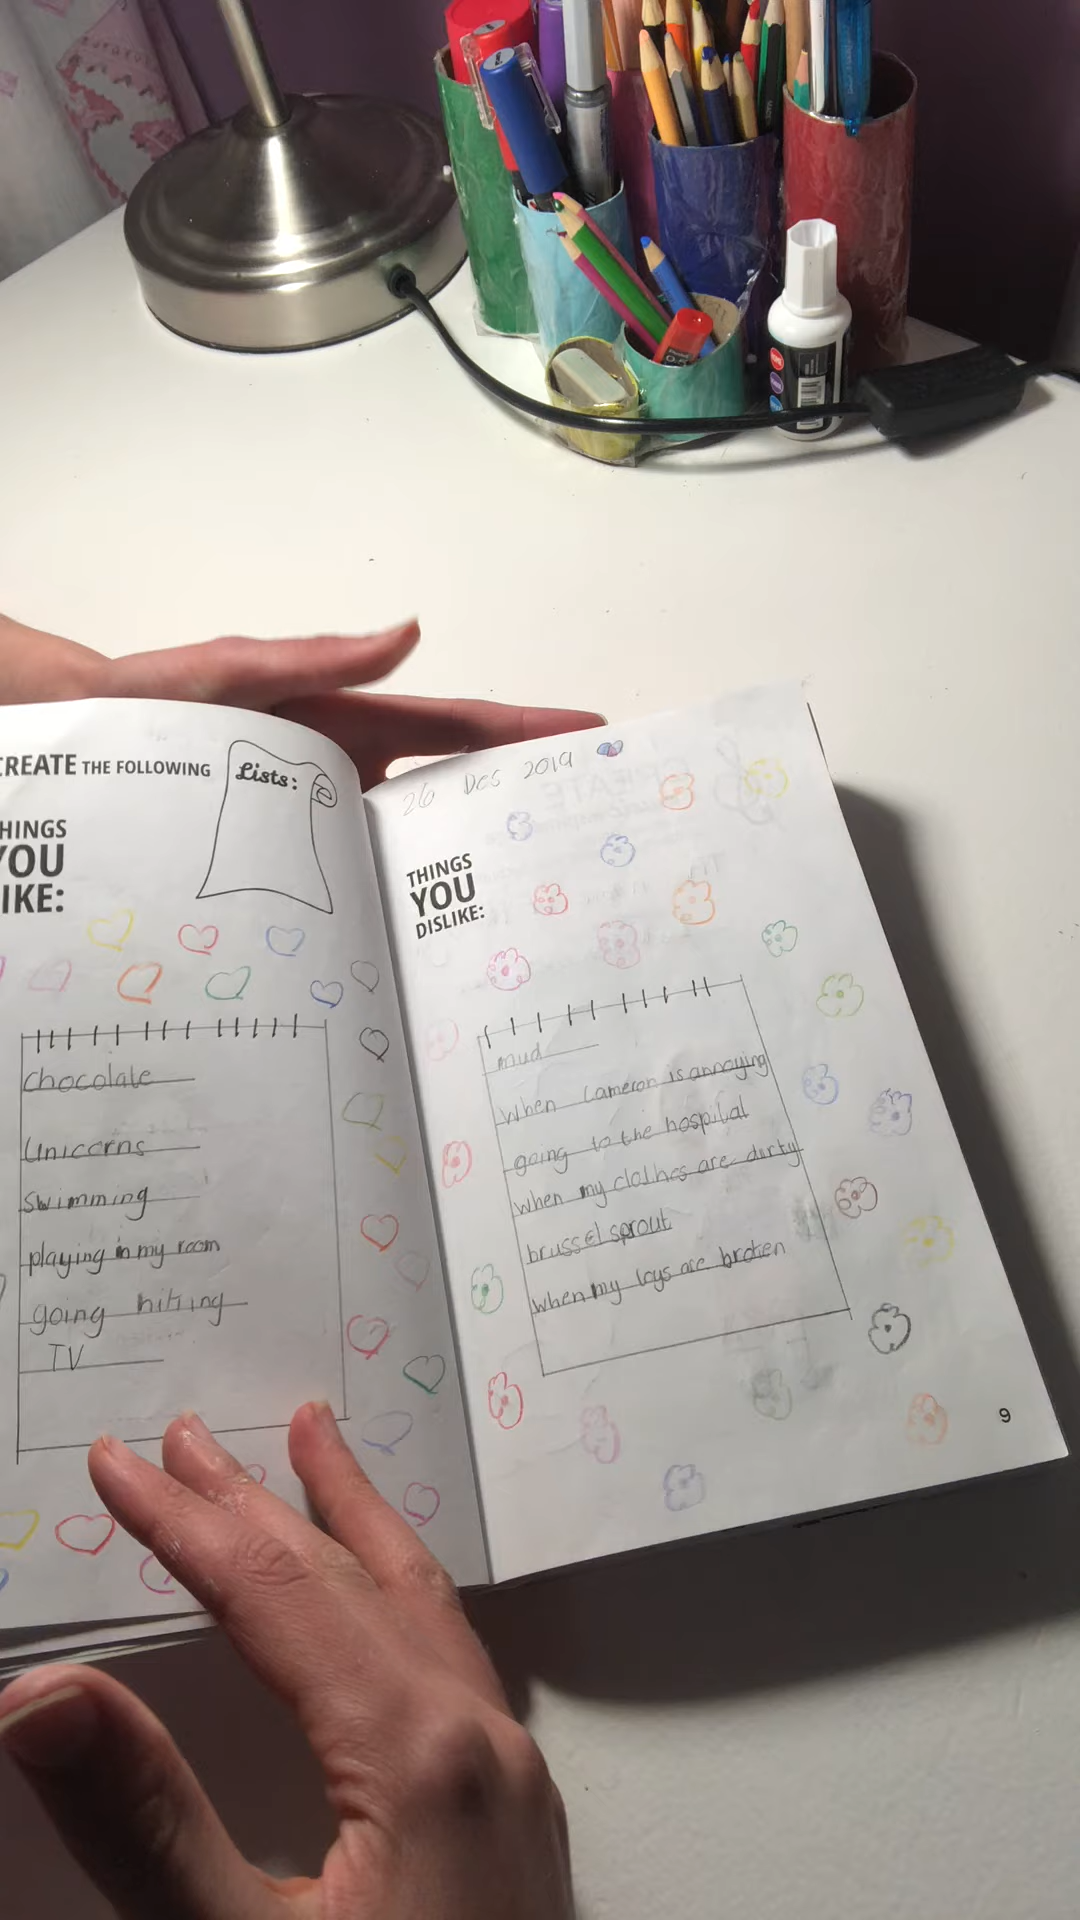 CREATE THE FOLLOWING
Lists:
HINGS
YOU
IKE:
Chocolate
Unicorns
Swimming
playing in my room
going hiking
TV
26 Dec 2019
THINGS
YOU
DISLIKE:
mud
when Cameron is annoying
going to the hospital
when my clothes are dirty
brussel sprout
when my toys are broken
9